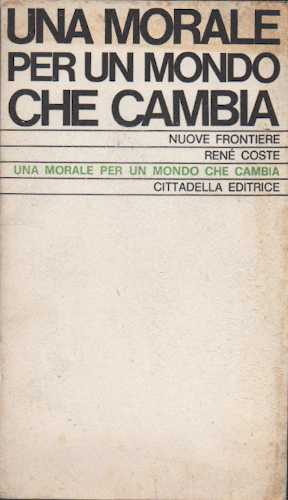 UNA MORALE
PER UN MONDO
CHE CAMBIA
NUOVE FRONTIERE
RENÉ COSTE
UNA MORALE PER UN MONDO CHE CAMBIA
CITTADELLA EDITRICE